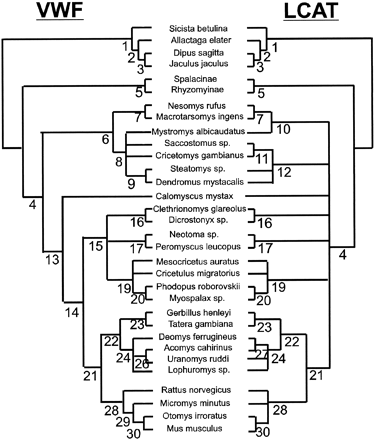 VWF LCAT
Sicista betulina
1 Allactaga elater 1
2 Dipus sagitta 2
3 Jaculus jaculus 3
Spalacinae
5 Rhyzomyinae 5
Nesomys rufus
7 Macrotarsomys ingens 7
6 Mystromys albicaudatus 10
Saccostomus sp.
8 Cricetomys gambianus 11
Steatomys sp. 12
9 Dendromus mystacalis
4 Calomyscus mystax
Clethrionomys glareolus
16 Dicrostonyx sp. 16
15 Neotoma sp.
13 17 Peromyscus leucopus 17 4
Mesocricetus auratus
Cricetulus migratorius
19 Phodopus roborovskii 19
14 20 Myospalax sp. 20
Gerbillus henleyi
23 Tatera gambiana 23
22 Deomys ferrugineus 22
24 Acomys cahirinus 27 24
26 Uranomys ruddi
21 Lophuromys sp. 21
Rattus norvegicus
28 Micromys minutus 28
29 Otomys irroratus
30 Mus musculus 30